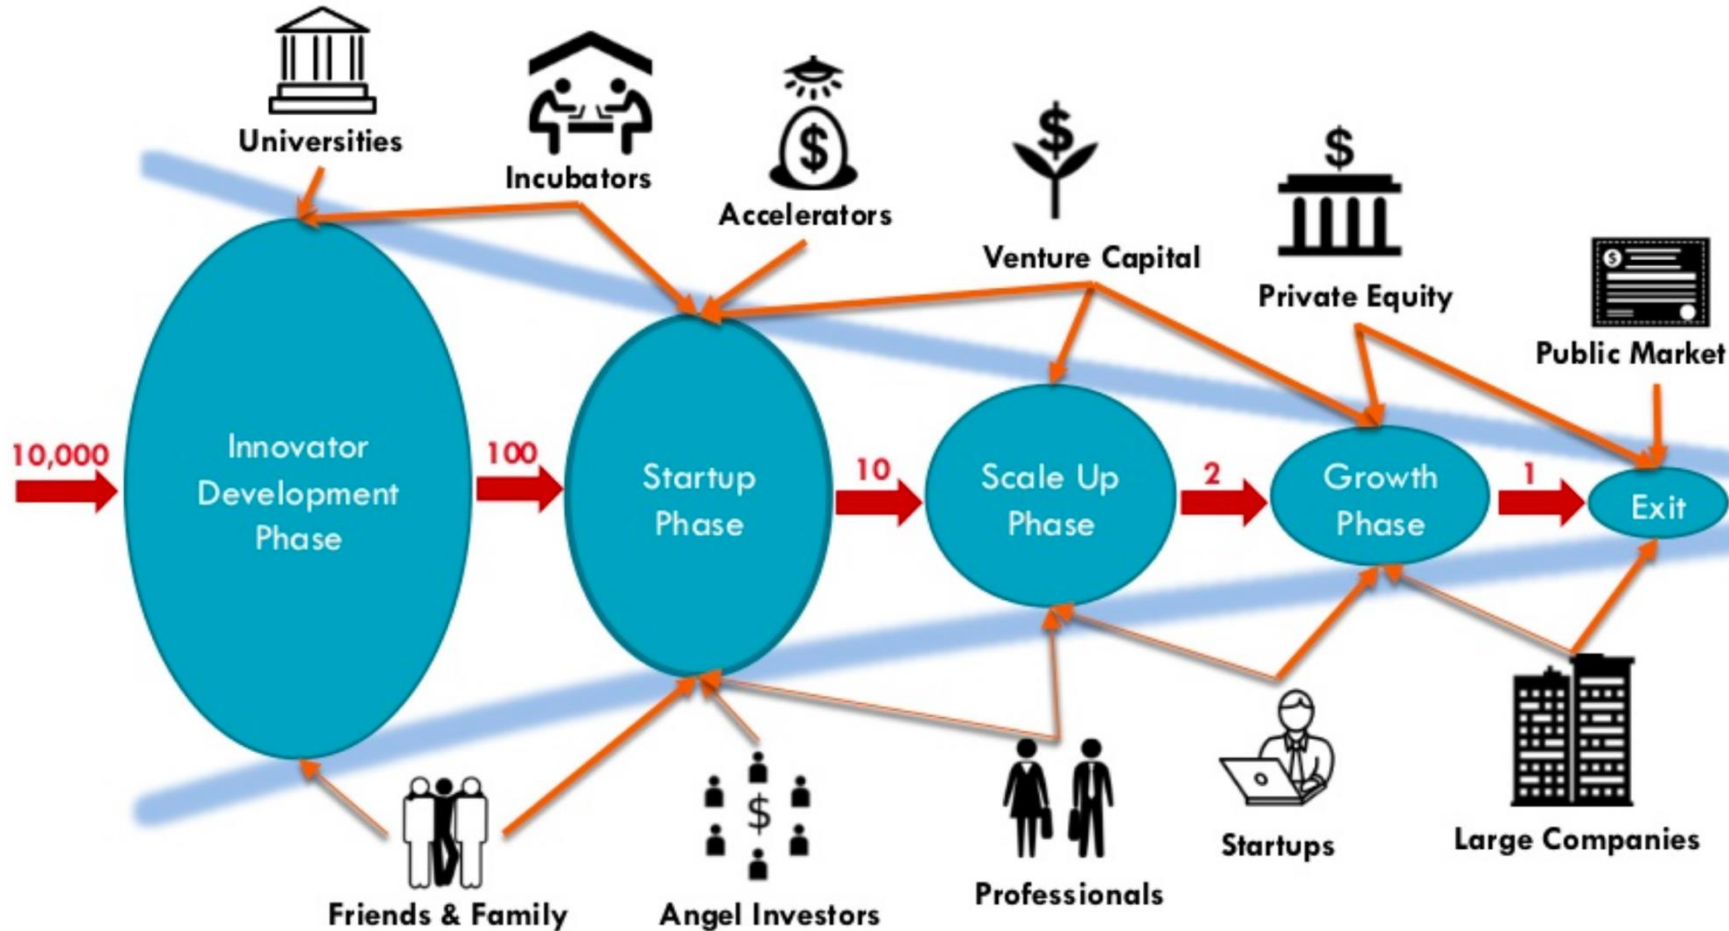 Universities
Incubators
Accelerators
$
$
Venture Capital
$
Private Equity
$
Public Market
10,000
Innovator
Development
Phase
100
Startup
Phase
10
Scale Up
Phase
2
Growth
Phase
1
Exit
Friends & Family
$
Angel Investors
Professionals
Startups
Large Companies